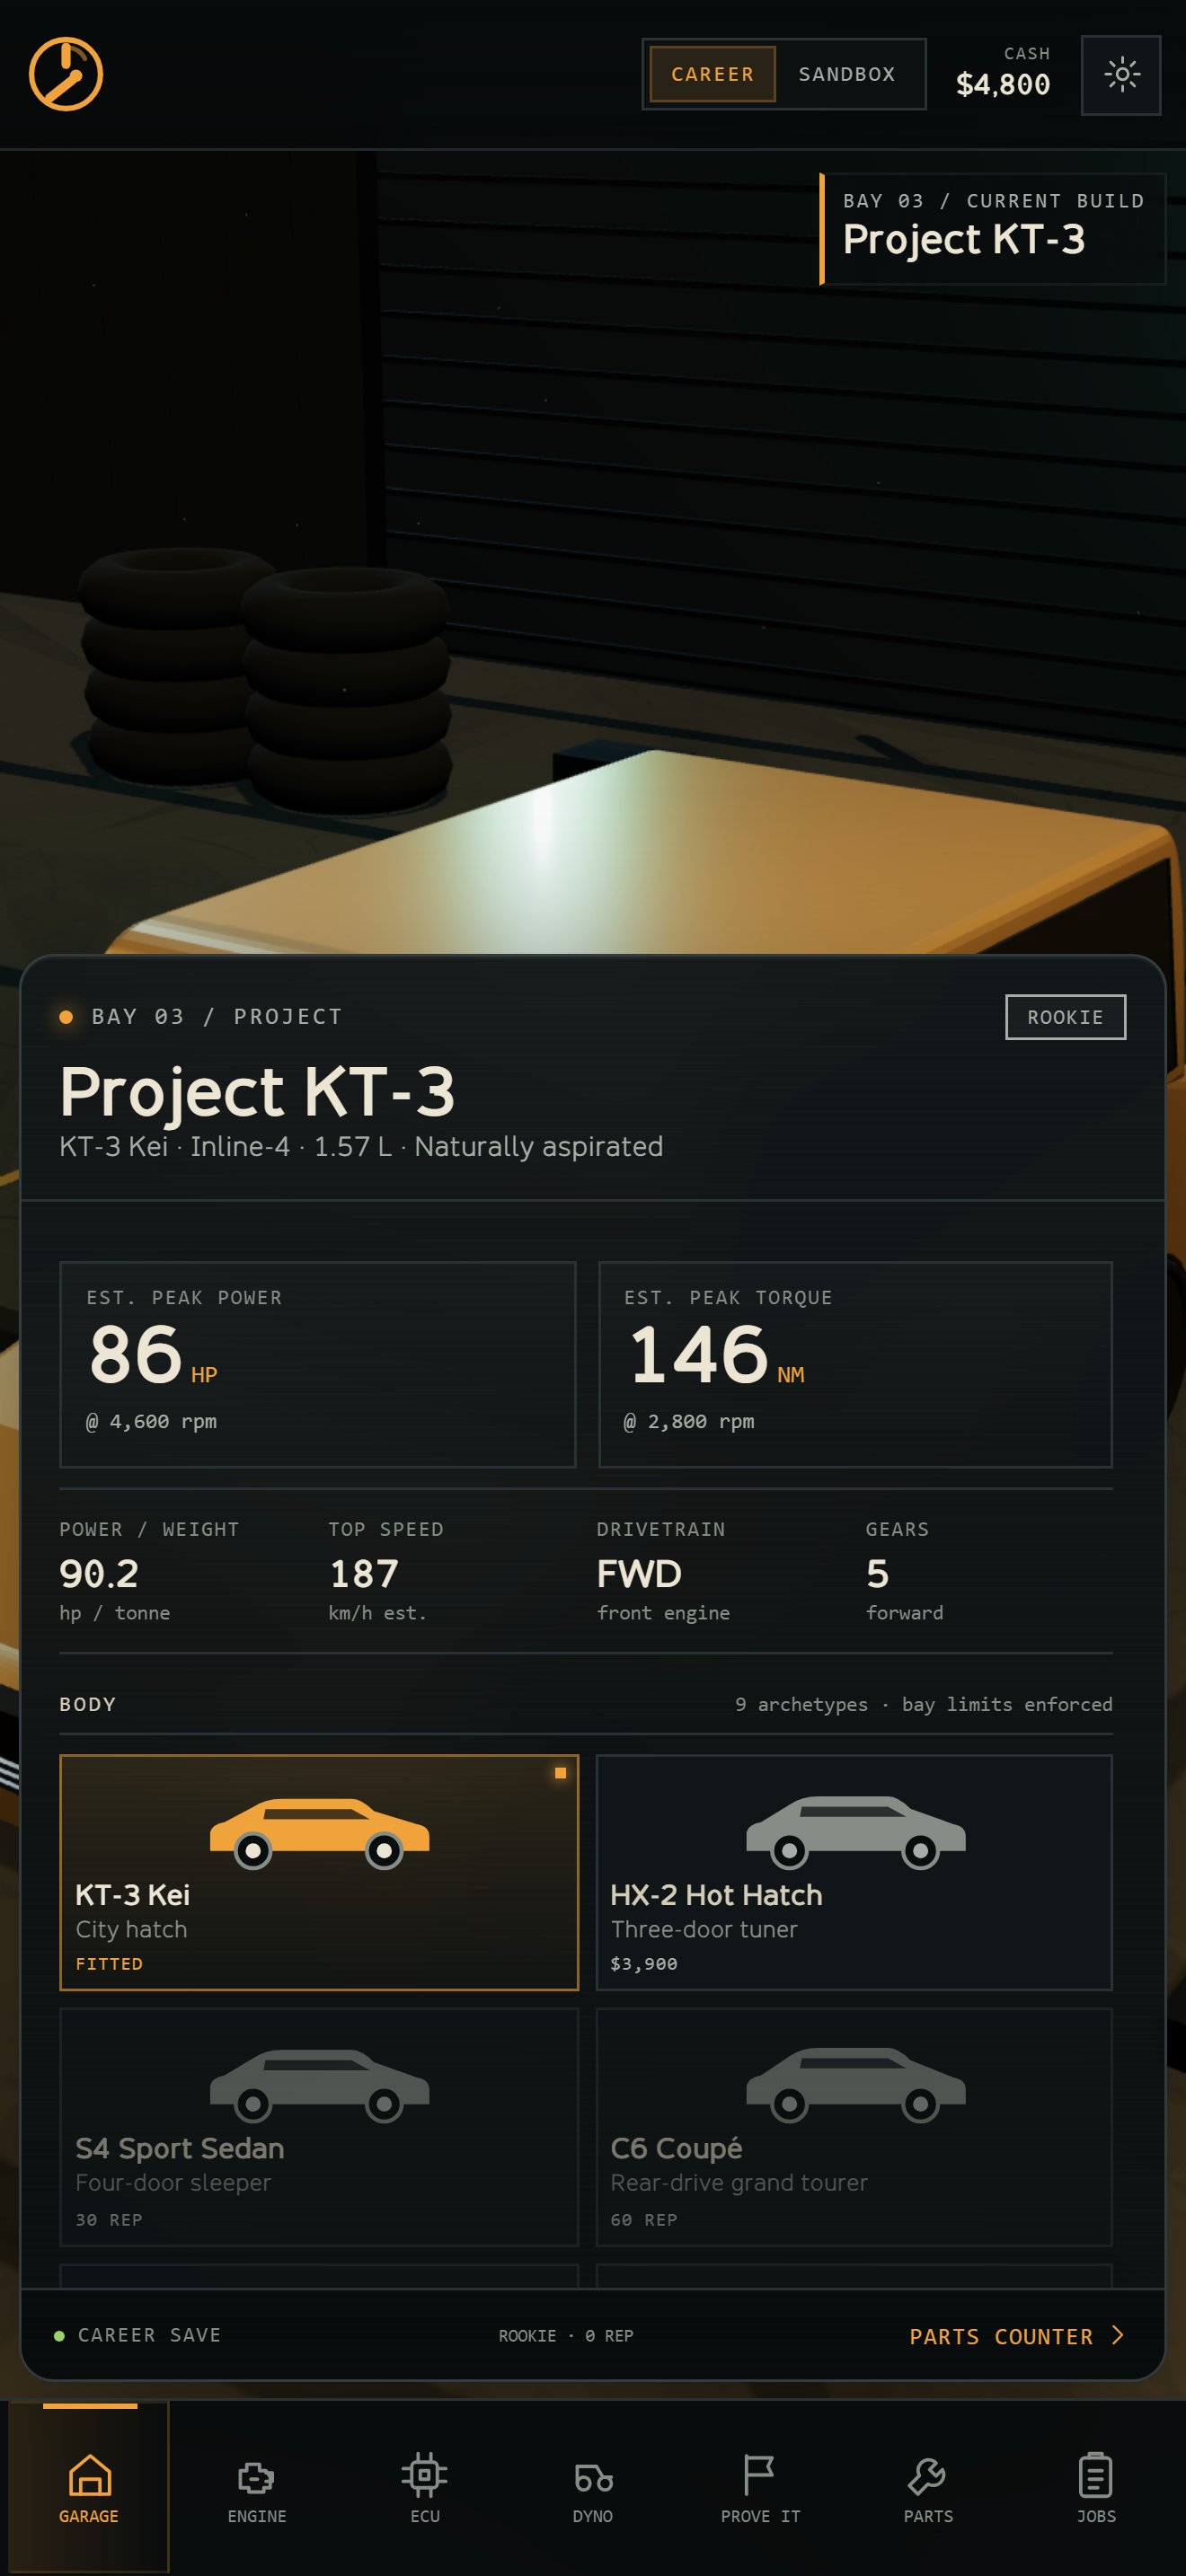 CAREER SANDBOX CASH
$4,800
BAY 03 / CURRENT BUILD
Project KT-3
BAY 03 / PROJECT ROOKIE
Project KT-3
KT-3 Kei · Inline-4 · 1.57 L · Naturally aspirated
EST. PEAK POWER
86 HP
@ 4,600 rpm
EST. PEAK TORQUE
146 NM
@ 2,800 rpm
POWER / WEIGHT
90.2
hp / tonne
TOP SPEED
187
km/h est.
DRIVETRAIN
FWD
front engine
GEARS
5
forward
BODY 9 archetypes · bay limits enforced
KT-3 Kei
City hatch
FITTED
HX-2 Hot Hatch
Three-door tuner
$3,900
S4 Sport Sedan
Four-door sleeper
30 REP
C6 Coupé
Rear-drive grand tourer
60 REP
CAREER SAVE ROOKIE · 0 REP PARTS COUNTER
GARAGE ENGINE ECU DYNO PROVE IT PARTS JOBS